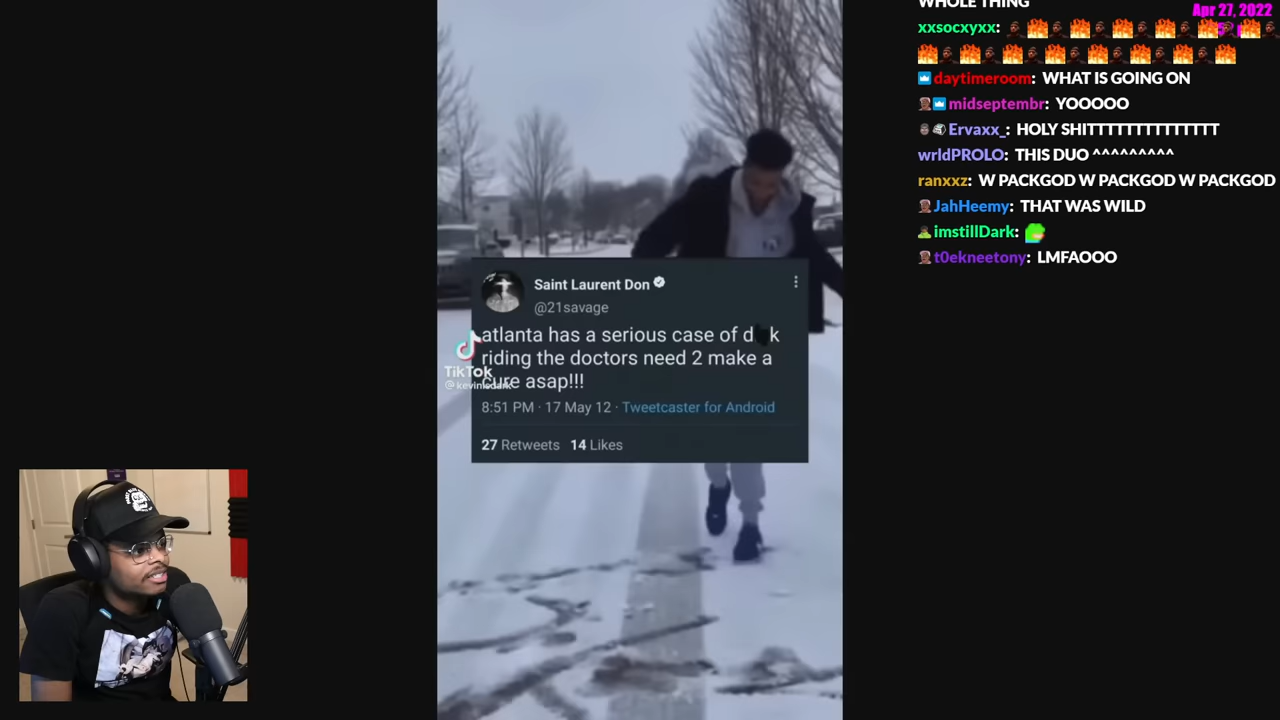 WHOLE THING
Apr 27, 2022
xxsocxyxx:
daytimeroom: WHAT IS GOING ON
midseptembr: YOOOOO
Ervaxx_: HOLY SHITTTTTTTTTTTTTT
wrldPROLO: THIS DUO ^^^^^^^^^
ranxxz: W PACKGOD W PACKGOD W PACKGOD
JahHeemy: THAT WAS WILD
imstillDark:
t0ekneetony: LMFAOOO
Saint Laurent Don
@21savage
atlanta has a serious case of d k
riding the doctors need 2 make a
cure asap!!!
8:51 PM · 17 May 12 · Tweetcaster for Android
27 Retweets 14 Likes
TikTok